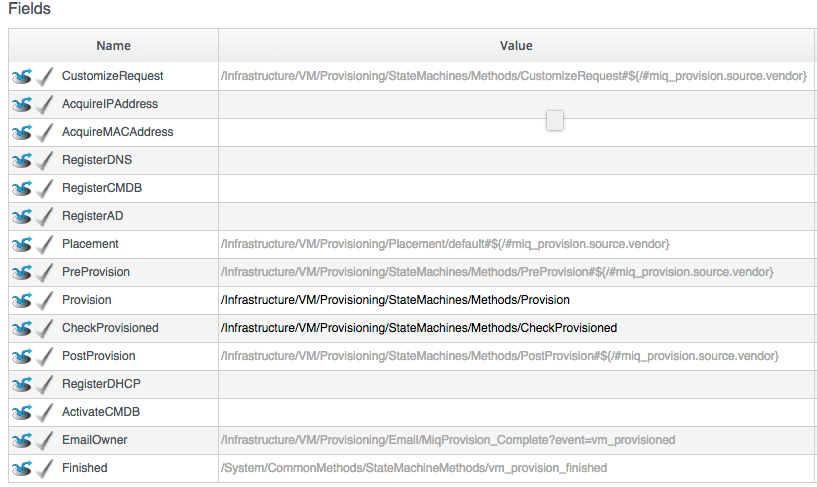 Fields
Name Value
CustomizeRequest /Infrastructure/VM/Provisioning/StateMachines/Methods/CustomizeRequest#${/#miq_provision.source.vendor}
AcquireIPAddress
AcquireMACAddress
RegisterDNS
RegisterCMDB
RegisterAD
Placement /Infrastructure/VM/Provisioning/Placement/default#${/#miq_provision.source.vendor}
PreProvision /Infrastructure/VM/Provisioning/StateMachines/Methods/PreProvision#${/#miq_provision.source.vendor}
Provision /Infrastructure/VM/Provisioning/StateMachines/Methods/Provision
CheckProvisioned /Infrastructure/VM/Provisioning/StateMachines/Methods/CheckProvisioned
PostProvision /Infrastructure/VM/Provisioning/StateMachines/Methods/PostProvision#${/#miq_provision.source.vendor}
RegisterDHCP
ActivateCMDB
EmailOwner /Infrastructure/VM/Provisioning/Email/MiqProvision_Complete?event=vm_provisioned
Finished /System/CommonMethods/StateMachineMethods/vm_provision_finished